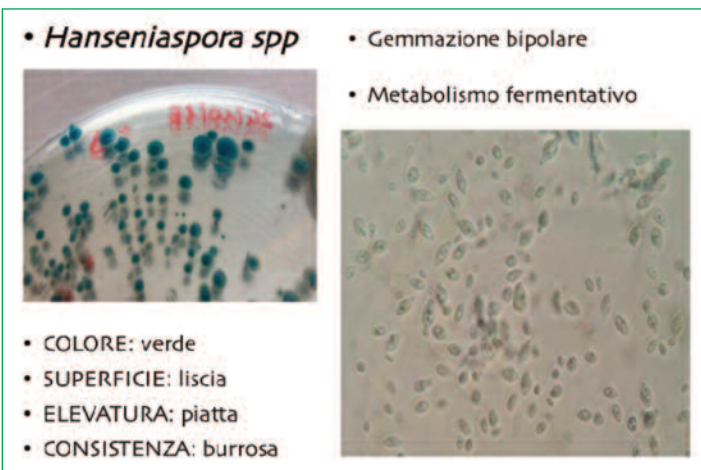 • Hanseniaspora spp
• Gemmazione bipolare
• Metabolismo fermentativo
• COLORE: verde
• SUPERFICIE: liscia
• ELEVATURA: piatta
• CONSISTENZA: burrosa